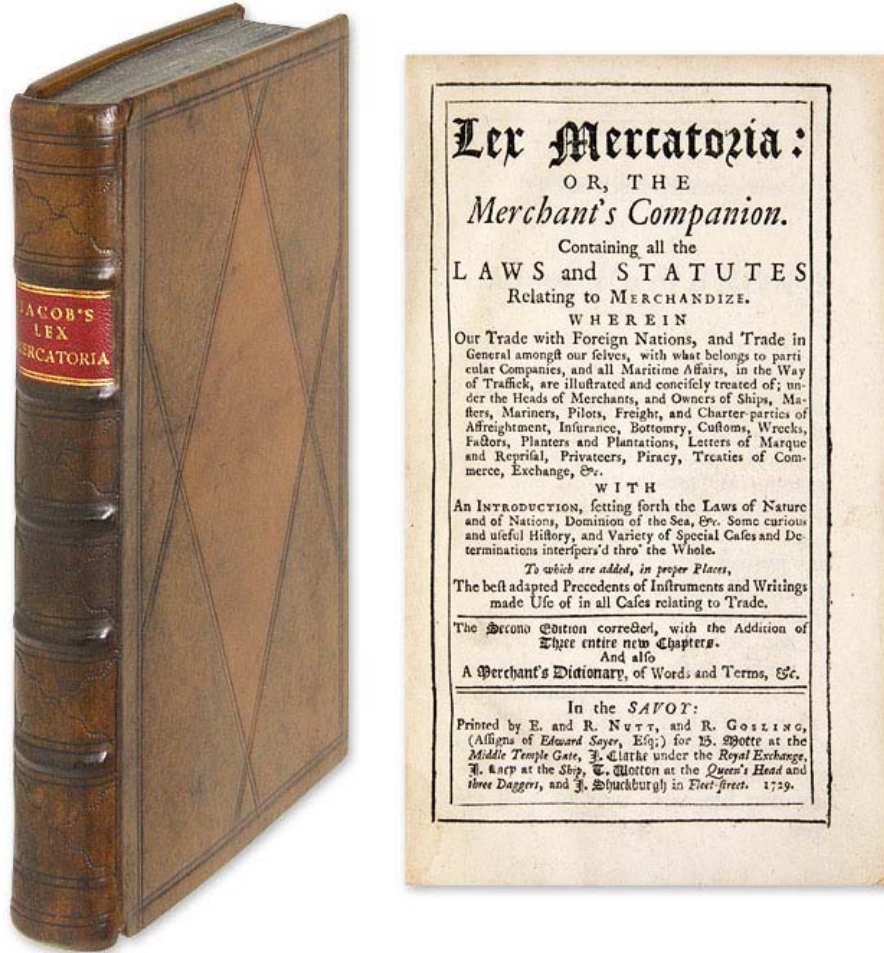 JACOB'S
LEX
MERCATORIA
Lex Mercatoria:
OR, THE
Merchant's Companion.
Containing all the
LAWS and STATUTES
Relating to MERCHANDIZE.
WHEREIN
Our Trade with Foreign Nations, and Trade in
General amongſt our ſelves, with what belongs to parti
cular Companies, and all Maritime Affairs, in the Way
of Traffick, are illuſtrated and conciſely treated of; un-
der the Heads of Merchants, and Owners of Ships, Ma-
ſters, Mariners, Pilots, Freight, and Charter-parties of
Affreightment, Inſurance, Bottomry, Cuſtoms, Wrecks,
Factors, Planters and Plantations, Letters of Marque
and Repriſal, Privateers, Piracy, Treaties of Com-
merce, Exchange, &c.
WITH
An INTRODUCTION, ſetting forth the Laws of Nature
and of Nations, Dominion of the Sea, &c. Some curious
and uſeful Hiſtory, and Variety of Special Caſes and De-
terminations interſpers'd thro' the Whole.
To which are added, in proper Places,
The beſt adapted Precedents of Inſtruments and Writings
made Uſe of in all Caſes relating to Trade.
The Second Edition corrected, with the Addition of
Three entire new Chapters.
And alſo
A Merchant's Dictionary, of Words and Terms, &c.
In the SAVOY:
Printed by E. and R. NUTT, and R. GOSLING,
(Aſſigns of Edward Sayer, Eſq;) for B. Motte at the
Middle Temple Gate, J. Clarke under the Royal Exchange,
J. Lacy at the Ship, T. Wotton at the Queen's Head and
three Daggers, and J. Shuckburgh in Fleet-ſtreet. 1729.